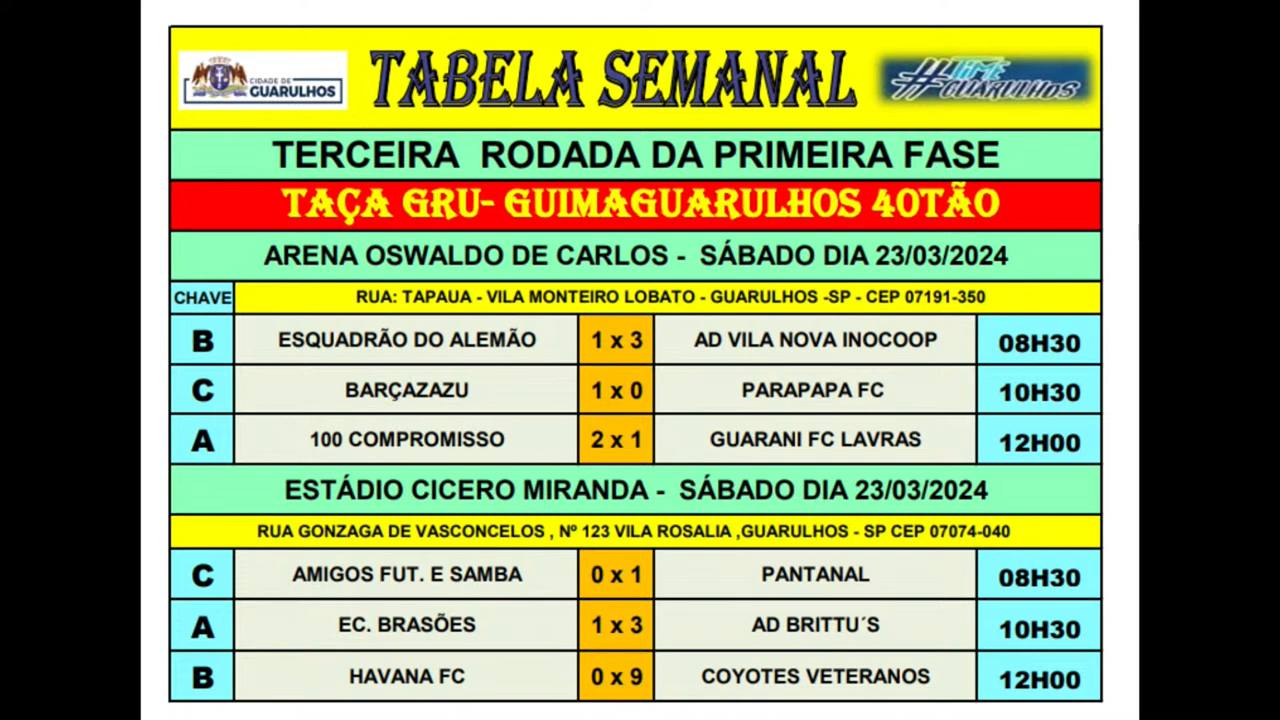 CIDADE DE
GUARULHOS
TABELA SEMANAL
#TIME
GUARULHOS
TERCEIRA RODADA DA PRIMEIRA FASE
TAÇA GRU- GUIMAGUARULHOS 40TÃO
ARENA OSWALDO DE CARLOS - SÁBADO DIA 23/03/2024
CHAVE RUA: TAPAUA - VILA MONTEIRO LOBATO - GUARULHOS -SP - CEP 07191-350
B ESQUADRÃO DO ALEMÃO 1 x 3 AD VILA NOVA INOCOOP 08H30
C BARÇAZAZU 1 x 0 PARAPAPA FC 10H30
A 100 COMPROMISSO 2 x 1 GUARANI FC LAVRAS 12H00
ESTÁDIO CICERO MIRANDA - SÁBADO DIA 23/03/2024
RUA GONZAGA DE VASCONCELOS , Nº 123 VILA ROSALIA ,GUARULHOS - SP CEP 07074-040
C AMIGOS FUT. E SAMBA 0 x 1 PANTANAL 08H30
A EC. BRASÕES 1 x 3 AD BRITTU´S 10H30
B HAVANA FC 0 x 9 COYOTES VETERANOS 12H00